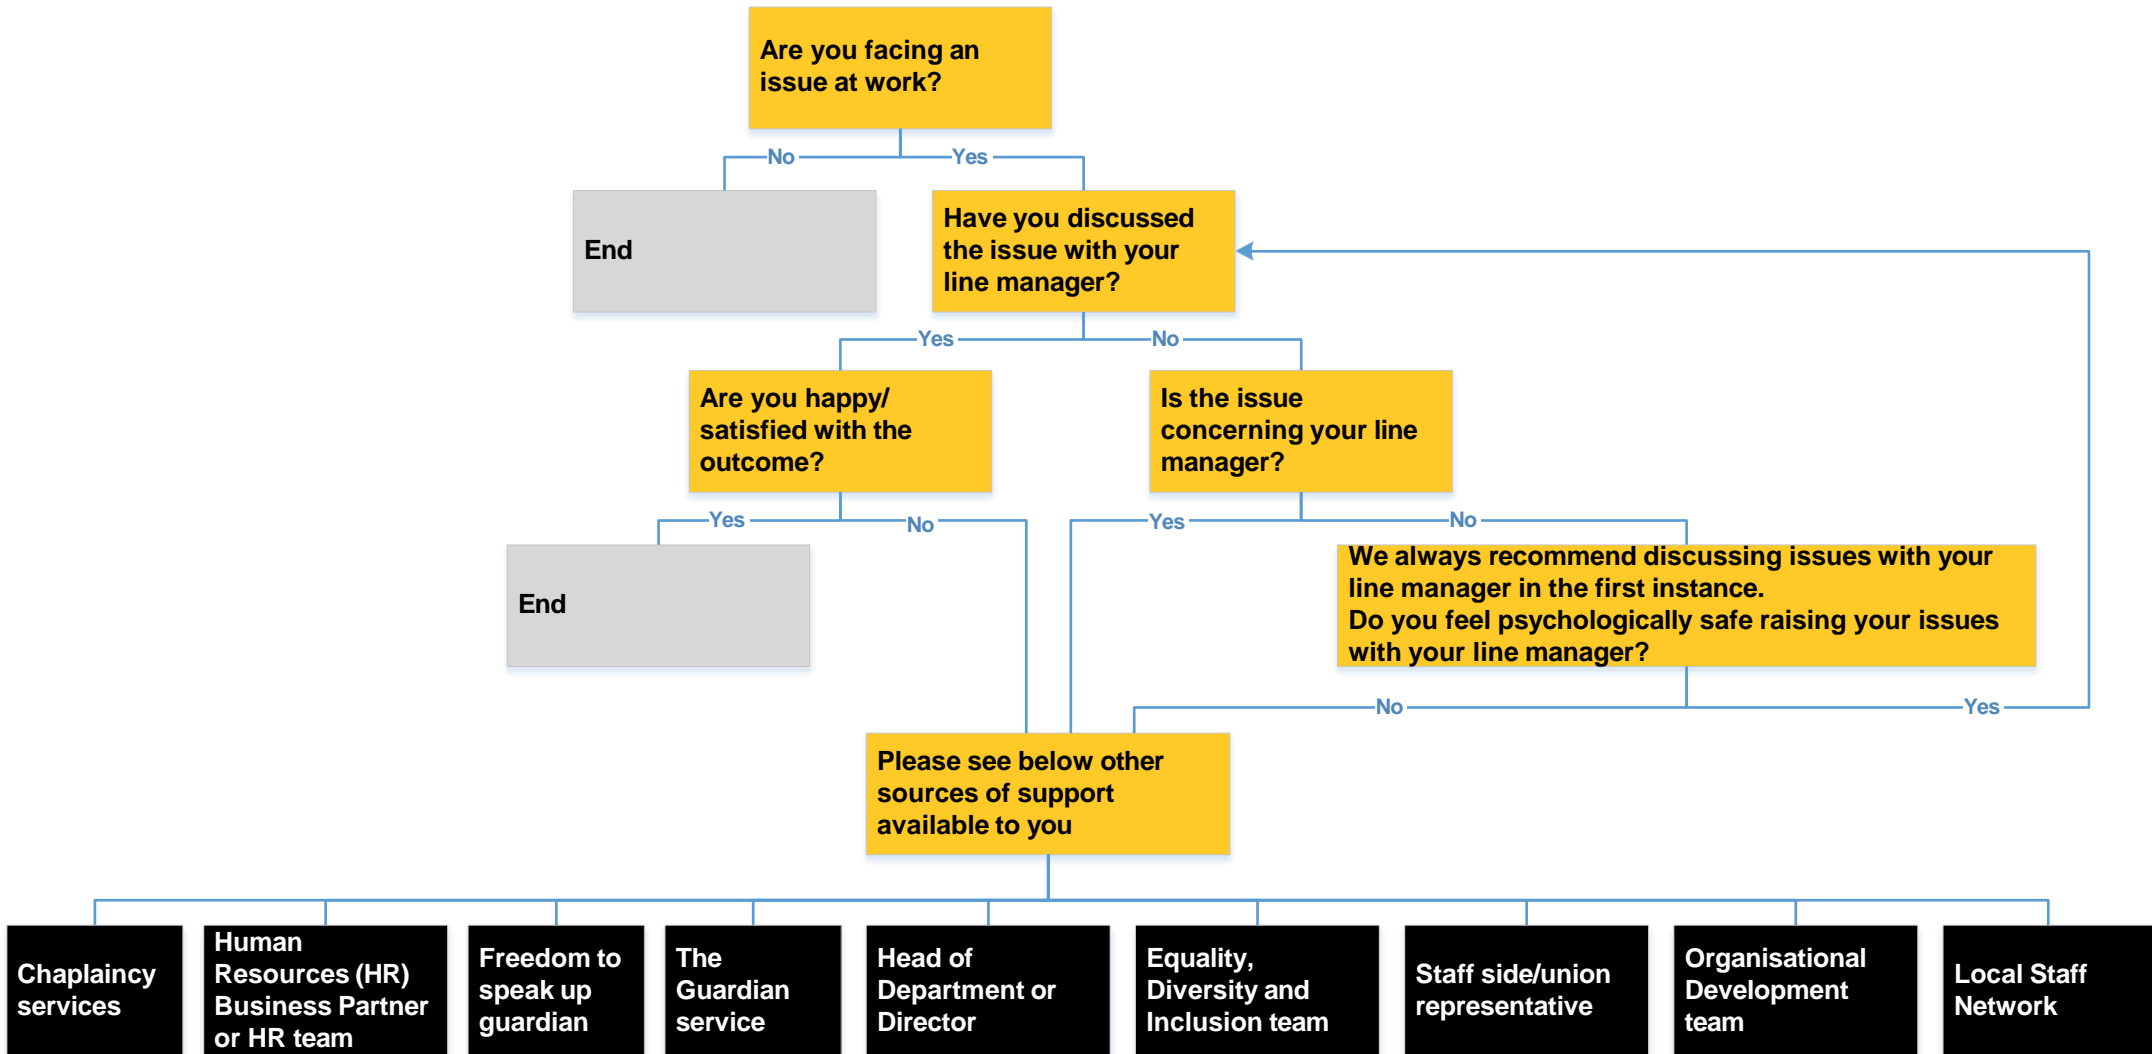 Are you facing an
issue at work?
No
Yes
End
Have you discussed
the issue with your
line manager?
Yes
No
Are you happy/
satisfied with the
outcome?
Is the issue
concerning your line
manager?
Yes
No
Yes
No
End
We always recommend discussing issues with your
line manager in the first instance.
Do you feel psychologically safe raising your issues
with your line manager?
No
Yes
Please see below other
sources of support
available to you
Chaplaincy
services
Human
Resources (HR)
Business Partner
or HR team
Freedom to
speak up
guardian
The
Guardian
service
Head of
Department or
Director
Equality,
Diversity and
Inclusion team
Staff side/union
representative
Organisational
Development
team
Local Staff
Network